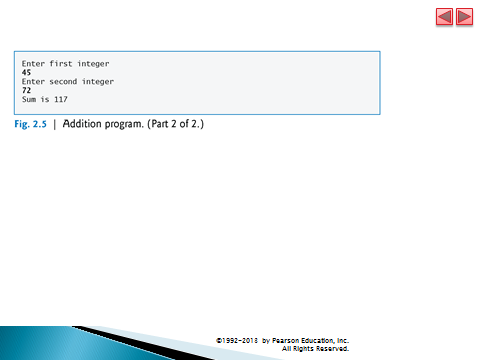 Enter first integer
45
Enter second integer
72
Sum is 117
Fig. 2.5 | Addition program. (Part 2 of 2.)
©1992-2013 by Pearson Education, Inc.
All Rights Reserved.